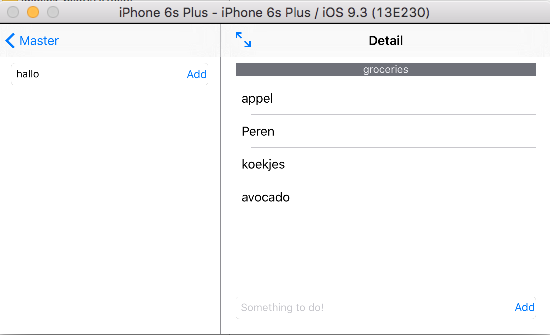 iPhone 6s Plus - iPhone 6s Plus / iOS 9.3 (13E230)
Master
Detail
hallo Add
groceries
appel
Peren
koekjes
avocado
Something to do! Add